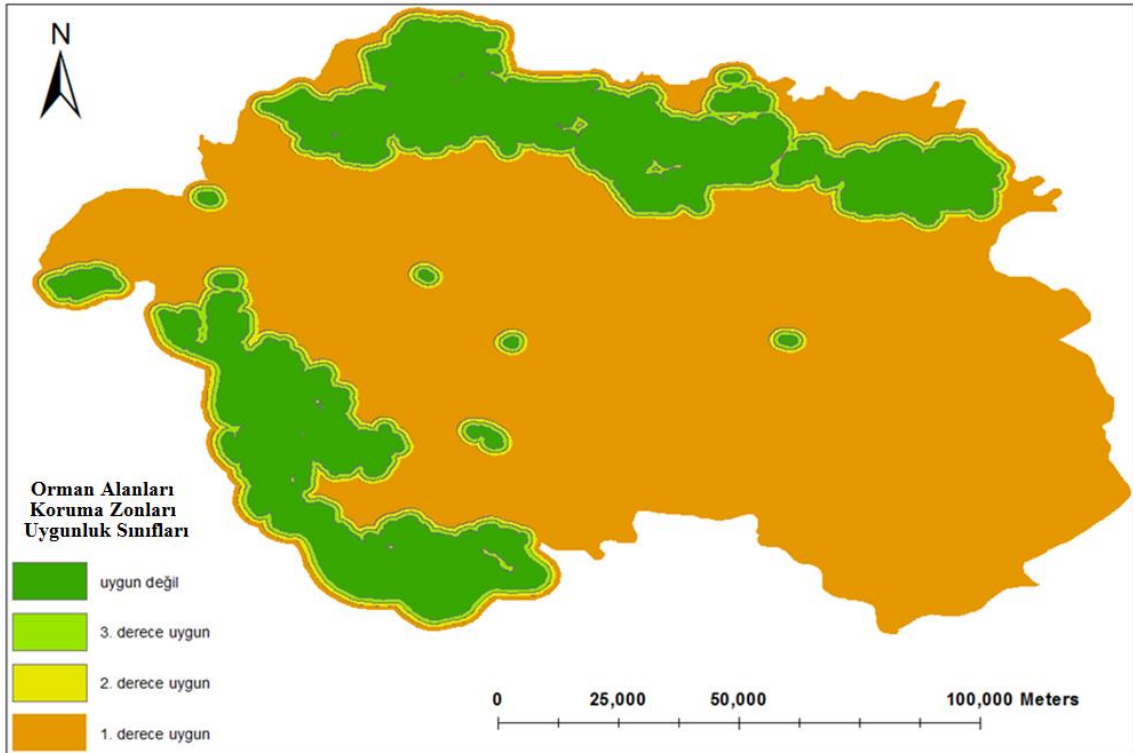 N
Orman Alanları
Koruma Zonları
Uygunluk Sınıfları
uygun değil
3. derece uygun
2. derece uygun
1. derece uygun
0 25,000 50,000 100,000 Meters